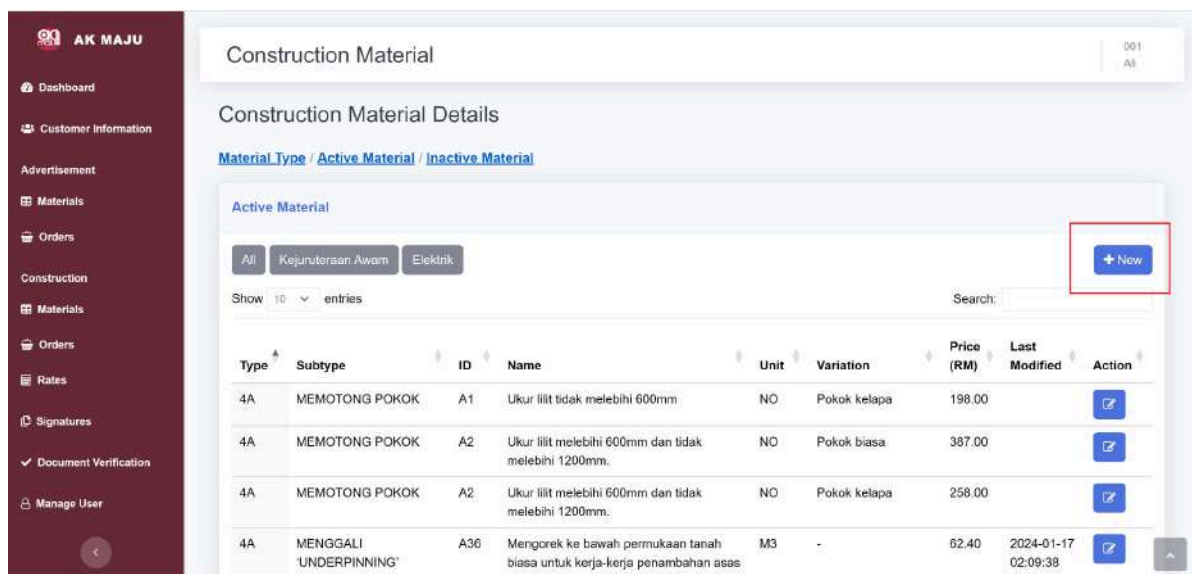 AK MAJU
Dashboard
Customer Information
Advertisement
Materials
Orders
Construction
Materials
Orders
Rates
Signatures
Document Verification
Manage User
Construction Material
001
Ali
Construction Material Details
Material Type / Active Material / Inactive Material
Active Material
All Kejuruteraan Awam Elektrik
+ New
Show 10 entries
Search:
Type Subtype ID Name Unit Variation Price (RM) Last Modified Action
4A MEMOTONG POKOK A1 Ukur lilit tidak melebihi 600mm NO Pokok kelapa 198.00
4A MEMOTONG POKOK A2 Ukur lilit melebihi 600mm dan tidak NO Pokok biasa 387.00
melebihi 1200mm.
4A MEMOTONG POKOK A2 Ukur lilit melebihi 600mm dan tidak NO Pokok kelapa 258.00
melebihi 1200mm.
4A MENGGALI A36 Mengorek ke bawah permukaan tanah M3 - 62.40 2024-01-17
'UNDERPINNING' biasa untuk kerja-kerja penambahan asas 02:09:38